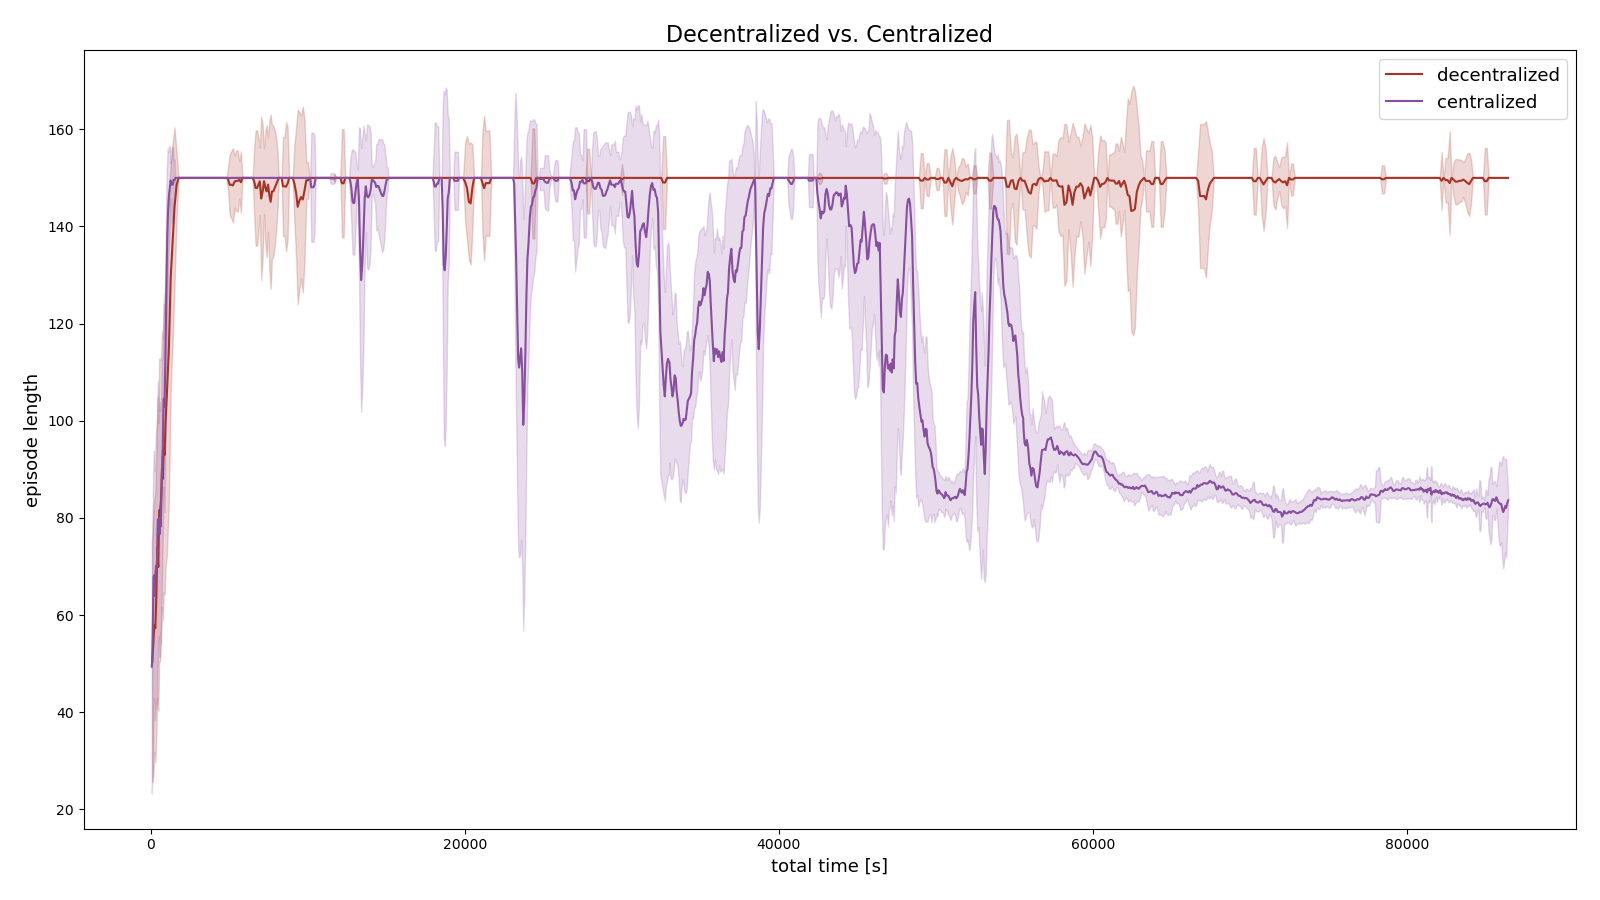 Decentralized vs. Centralized
decentralized
centralized
160
140
120
100
80
60
40
20
episode length
0
20000
40000
60000
80000
total time [s]